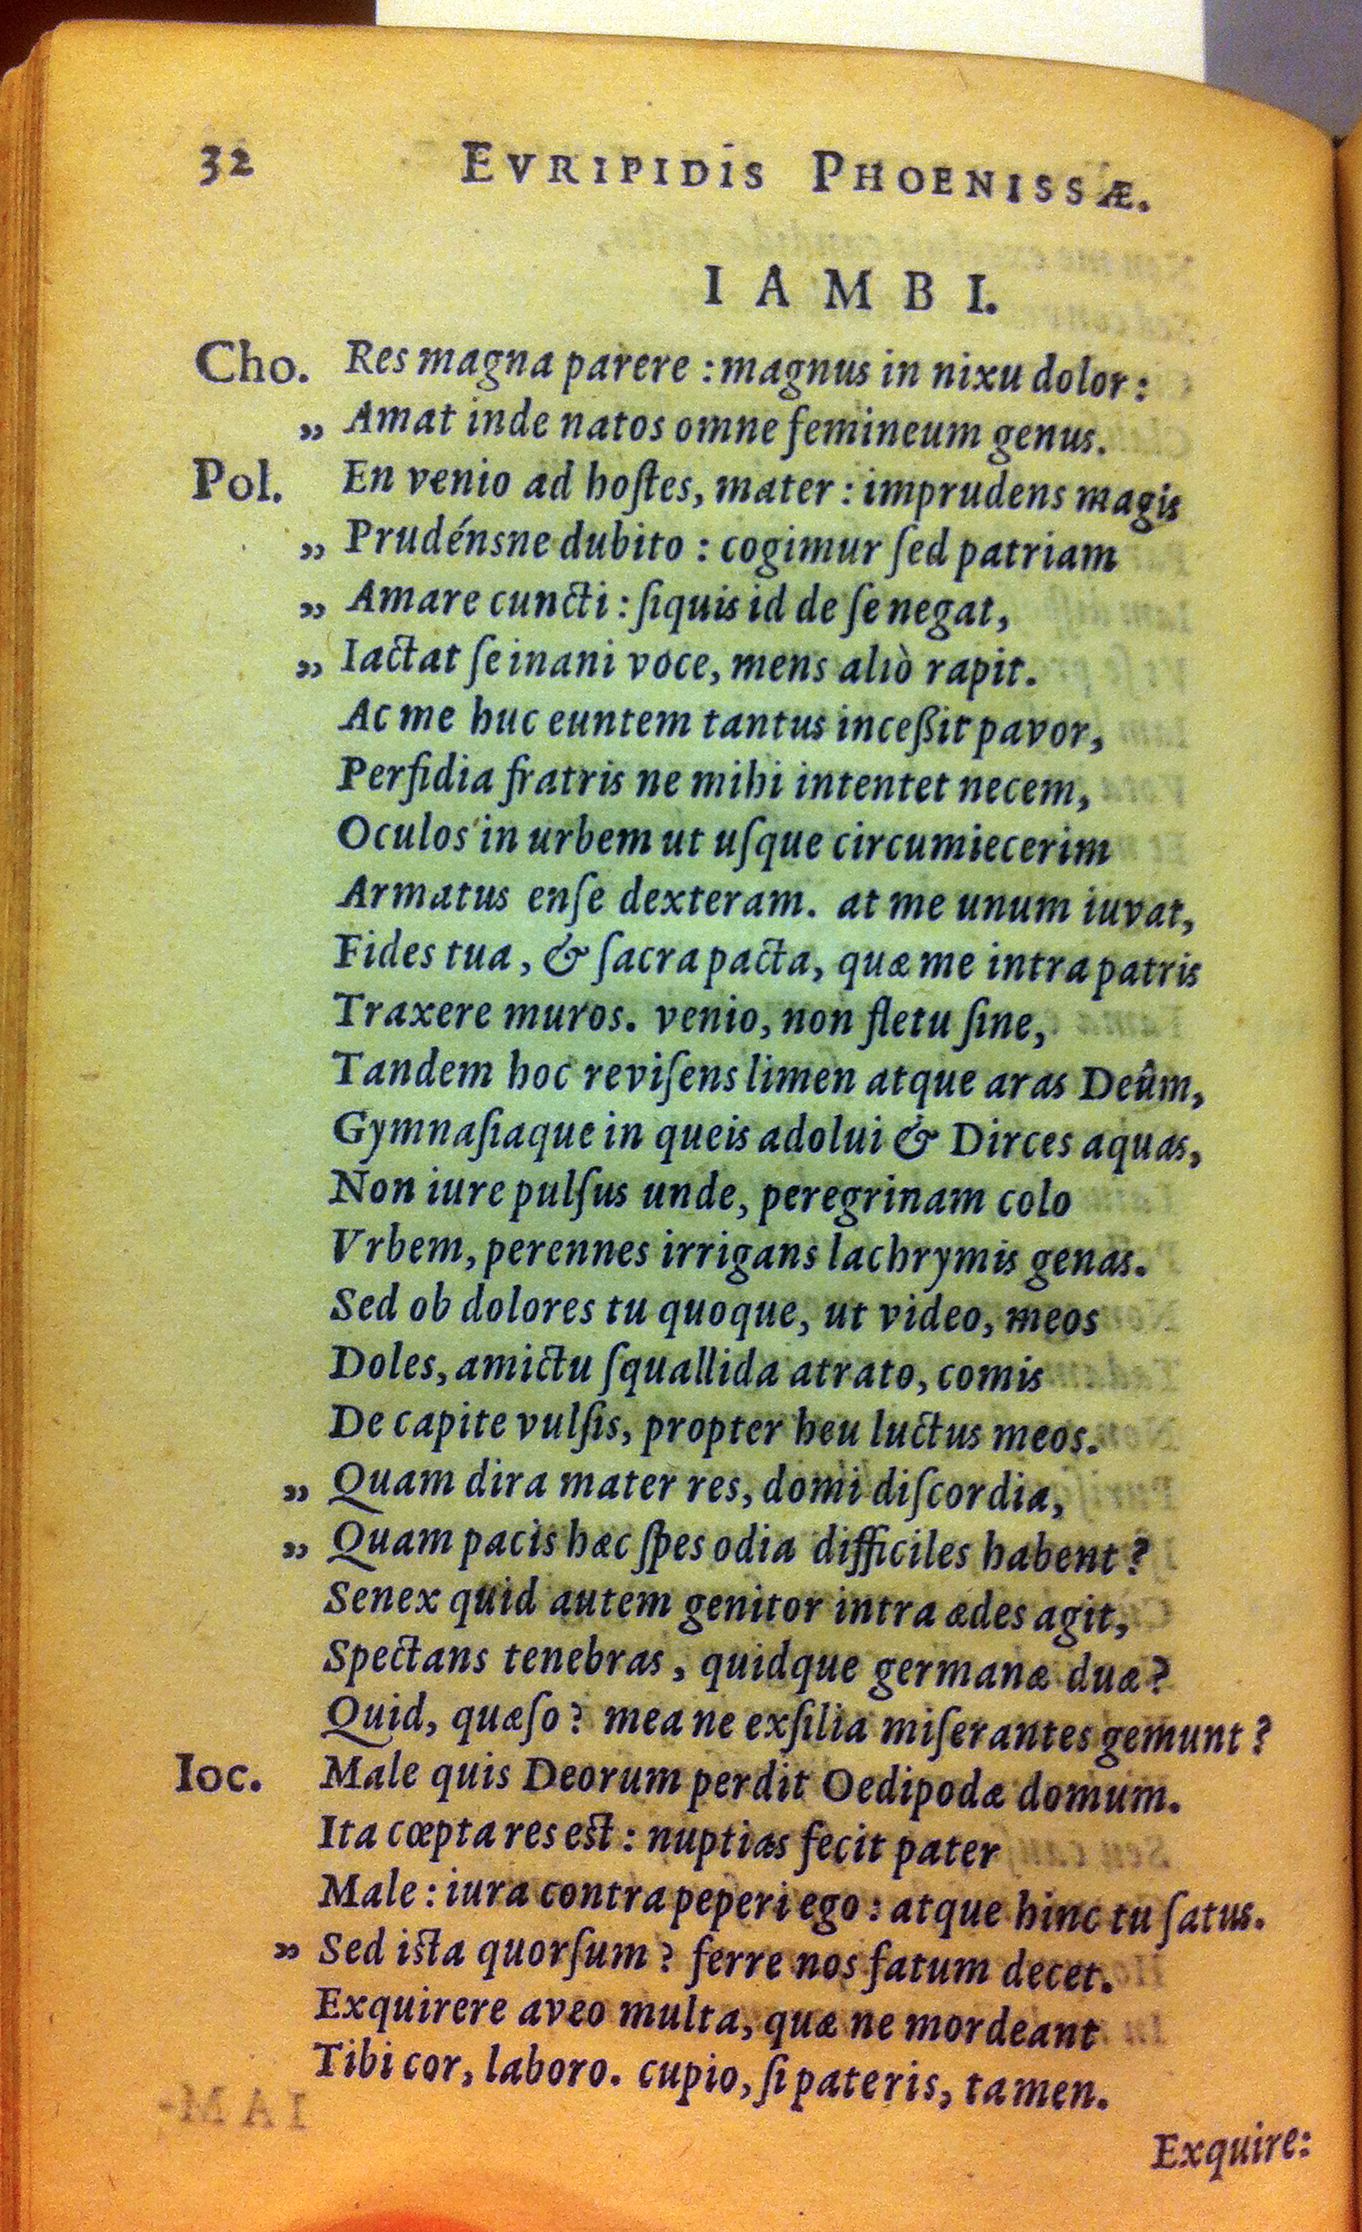 32 EVRIPIDIS PHOENISSÆ.
IAMBI.
Cho. Res magna parere : magnus in nixu dolor :
„ Amat inde natos omne femineum genus.
Pol. En venio ad hoſtes, mater : imprudens magis
„ Prudénsne dubito : cogimur ſed patriam
„ Amare cuncti : ſiquis id de ſe negat,
„ Iactat ſe inani voce, mens aliò rapit.
Ac me huc euntem tantus inceßit pavor,
Perfidia fratris ne mihi intentet necem,
Oculos in urbem ut uſque circumiecerim
Armatus enſe dexteram. at me unum iuvat,
Fides tua, & ſacra pacta, quæ me intra patris
Traxere muros. venio, non fletu ſine,
Tandem hoc reviſens limen atque aras Deûm,
Gymnaſiaque in queis adolui & Dirces aquas,
Non iure pulſus unde, peregrinam colo
Vrbem, perennes irrigans lachrymis genas.
Sed ob dolores tu quoque, ut video, meos
Doles, amictu ſquallida atrato, comis
De capite vulſis, propter heu luctus meos.
„ Quam dira mater res, domi diſcordia,
„ Quam pacis hæc ſpes odia difficiles habent ?
Senex quid autem genitor intra ædes agit,
Spectans tenebras, quidque germanæ duæ ?
Quid, quæſo ? mea ne exſilia miſerantes gemunt ?
Ioc. Male quis Deorum perdit Oedipodæ domum.
Ita cœpta res eſt : nuptias fecit pater
Male : iura contra peperi ego : atque hinc tu ſatus.
„ Sed iſta quorſum ? ferre nos fatum decet.
Exquirere aveo multa, quæ ne mordeant
Tibi cor, laboro. cupio, ſi pateris, tamen.
Exquire: